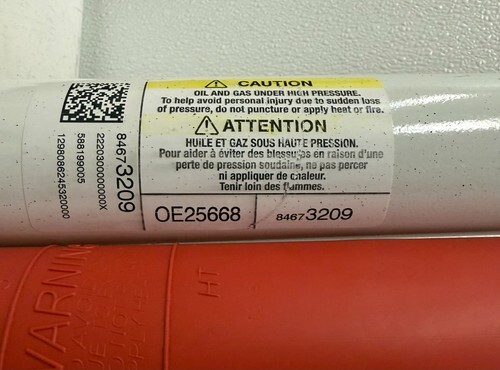 CAUTION
OIL AND GAS UNDER HIGH PRESSURE.
To help avoid personal injury due to sudden loss
of pressure, do not puncture or apply heat or fire.
ATTENTION
HUILE ET GAZ SOUS HAUTE PRESSION.
Pour aider à éviter des blessures en raison d'une
perte de pression soudaine, ne pas percer
ni appliquer de chaleur.
Tenir loin des flammes.
OE25668
84673209
84673209
22203000000000X
588199005
1298086245320000
WARNING
HT